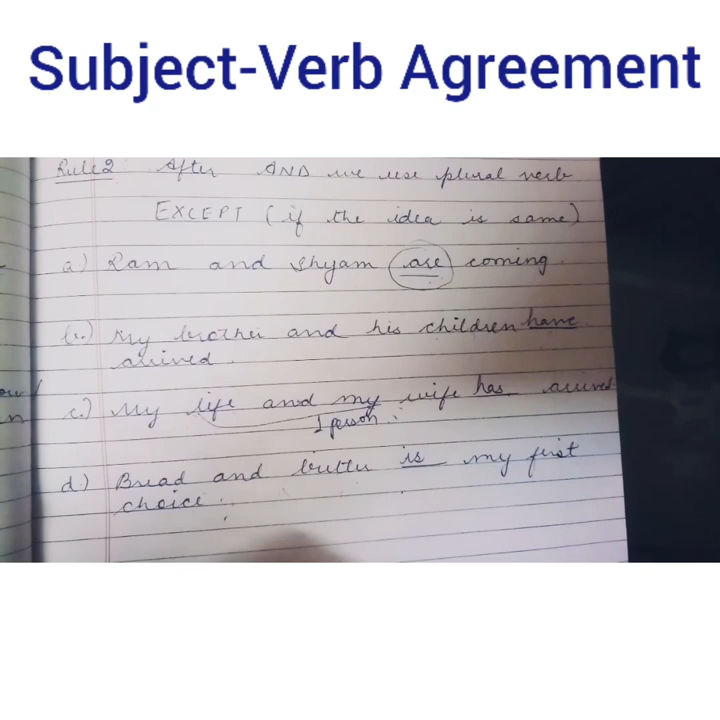 Subject-Verb Agreement
Rule 2 After AND we use plural verb
EXCEPT (if the idea is same)
a) Ram and Shyam are coming.
b.) My brother and his children have
arrived.
c.) My life and my wife has arrived
1 person.
d) Bread and butter is my first
choice.